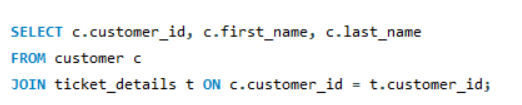 SELECT c.customer_id, c.first_name, c.last_name
FROM customer c
JOIN ticket_details t ON c.customer_id = t.customer_id;